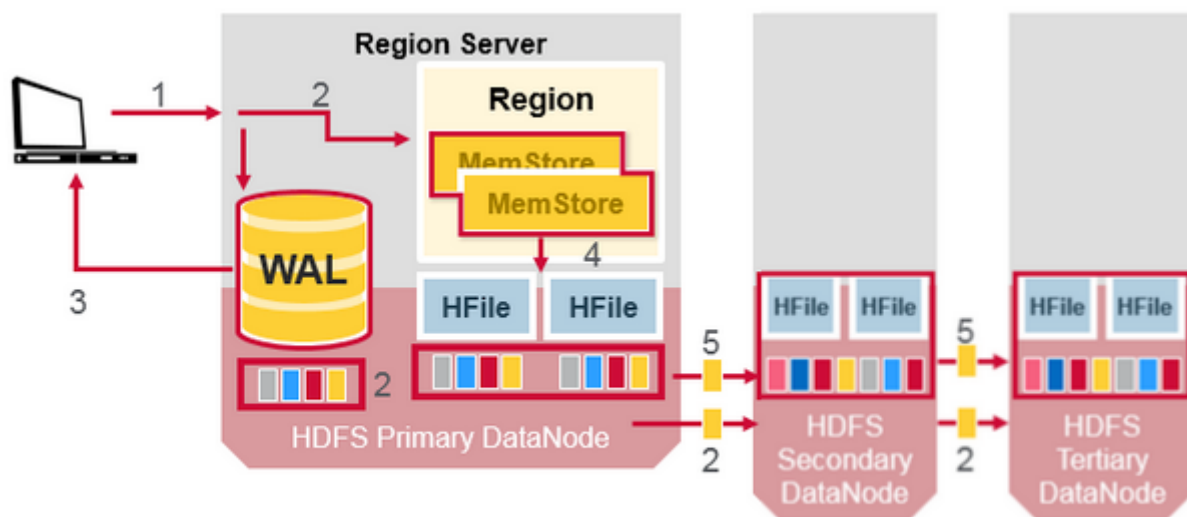 Region Server
1
2
Region
MemStore
MemStore
WAL
3
4
HFile
HFile
2
HDFS Primary DataNode
5
2
HFile
HFile
HDFS
Secondary
DataNode
5
2
HFile
HFile
HDFS
Tertiary
DataNode